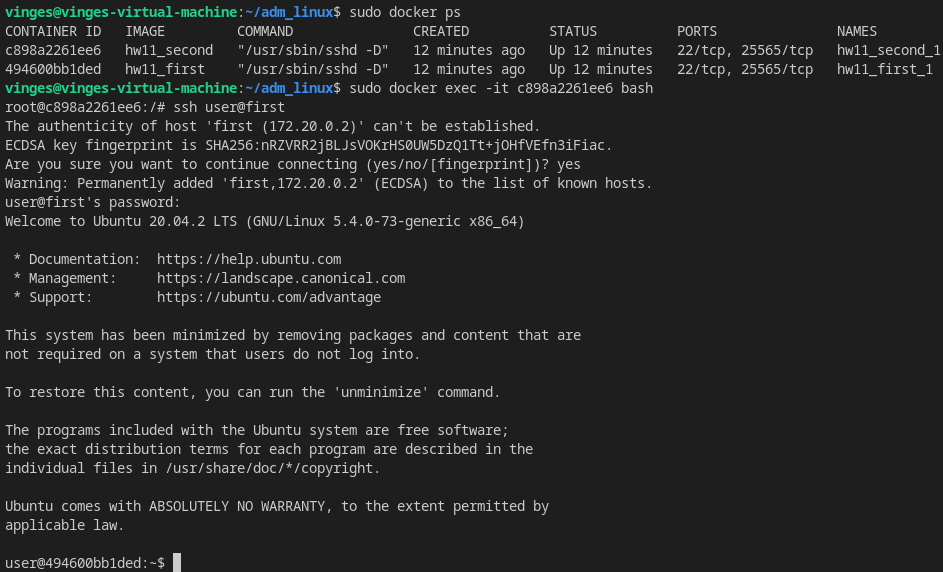 vinges@vinges-virtual-machine:~/adm_linux$ sudo docker ps
CONTAINER ID   IMAGE         COMMAND               CREATED          STATUS          PORTS               NAMES
c898a2261ee6   hw11_second   "/usr/sbin/sshd -D"   12 minutes ago   Up 12 minutes   22/tcp, 25565/tcp   hw11_second_1
494600bb1ded   hw11_first    "/usr/sbin/sshd -D"   12 minutes ago   Up 12 minutes   22/tcp, 25565/tcp   hw11_first_1
vinges@vinges-virtual-machine:~/adm_linux$ sudo docker exec -it c898a2261ee6 bash
root@c898a2261ee6:/# ssh user@first
The authenticity of host 'first (172.20.0.2)' can't be established.
ECDSA key fingerprint is SHA256:nRZVRR2jBLJsVOKrHS0UW5DzQ1Tt+jOHfVEfn3iFiac.
Are you sure you want to continue connecting (yes/no/[fingerprint])? yes
Warning: Permanently added 'first,172.20.0.2' (ECDSA) to the list of known hosts.
user@first's password:
Welcome to Ubuntu 20.04.2 LTS (GNU/Linux 5.4.0-73-generic x86_64)

 * Documentation:  https://help.ubuntu.com
 * Management:     https://landscape.canonical.com
 * Support:        https://ubuntu.com/advantage

This system has been minimized by removing packages and content that are
not required on a system that users do not log into.

To restore this content, you can run the 'unminimize' command.

The programs included with the Ubuntu system are free software;
the exact distribution terms for each program are described in the
individual files in /usr/share/doc/*/copyright.

Ubuntu comes with ABSOLUTELY NO WARRANTY, to the extent permitted by
applicable law.

user@494600bb1ded:~$